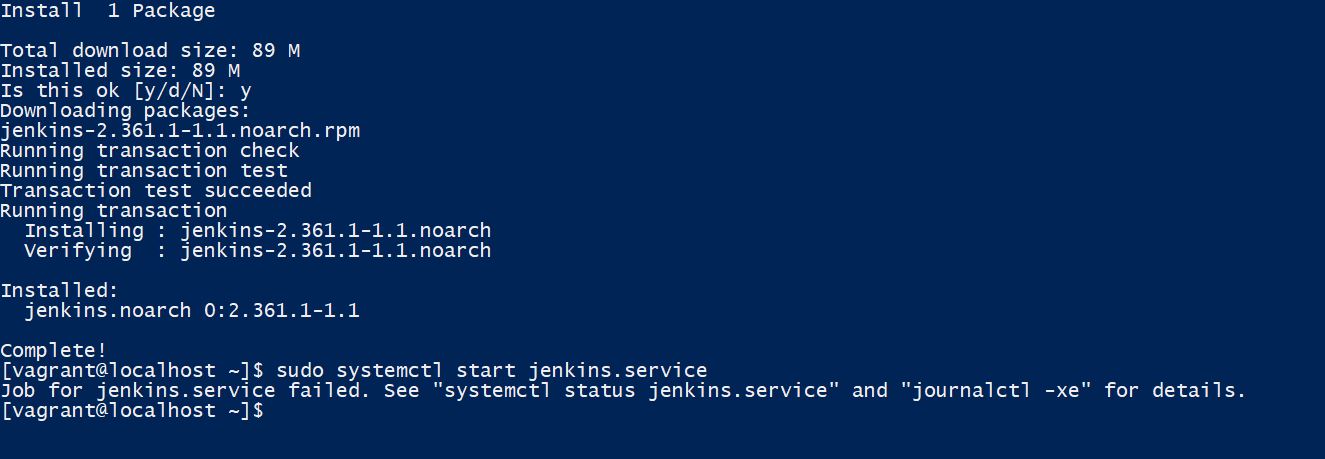 Install  1 Package
Total download size: 89 M
Installed size: 89 M
Is this ok [y/d/N]: y
Downloading packages:
jenkins-2.361.1-1.1.noarch.rpm
Running transaction check
Running transaction test
Transaction test succeeded
Running transaction
  Installing : jenkins-2.361.1-1.1.noarch
  Verifying  : jenkins-2.361.1-1.1.noarch
Installed:
  jenkins.noarch 0:2.361.1-1.1
Complete!
[vagrant@localhost ~]$ sudo systemctl start jenkins.service
Job for jenkins.service failed. See "systemctl status jenkins.service" and "journalctl -xe" for details.
[vagrant@localhost ~]$